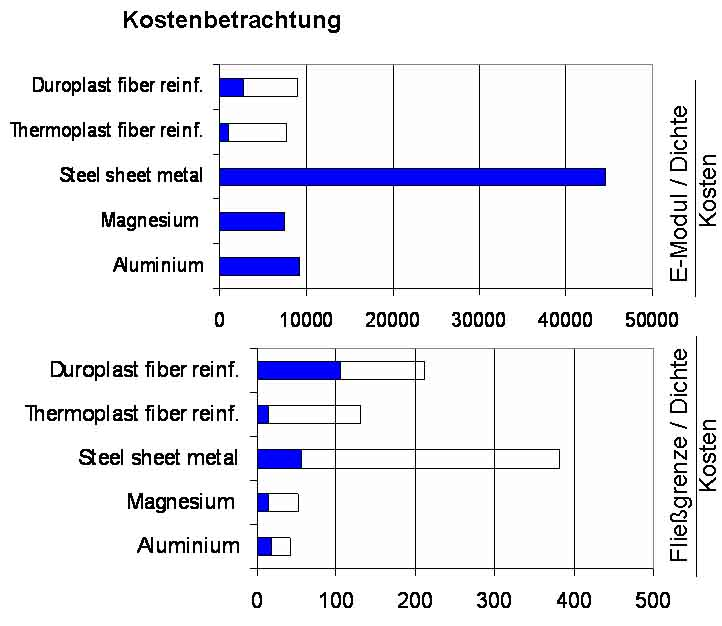 Kostenbetrachtung
Duroplast fiber reinf.
Thermoplast fiber reinf.
Steel sheet metal
Magnesium
Aluminium
0 10000 20000 30000 40000 50000
E-Modul / Dichte
Kosten
Duroplast fiber reinf.
Thermoplast fiber reinf.
Steel sheet metal
Magnesium
Aluminium
0 100 200 300 400 500
Fließgrenze / Dichte
Kosten